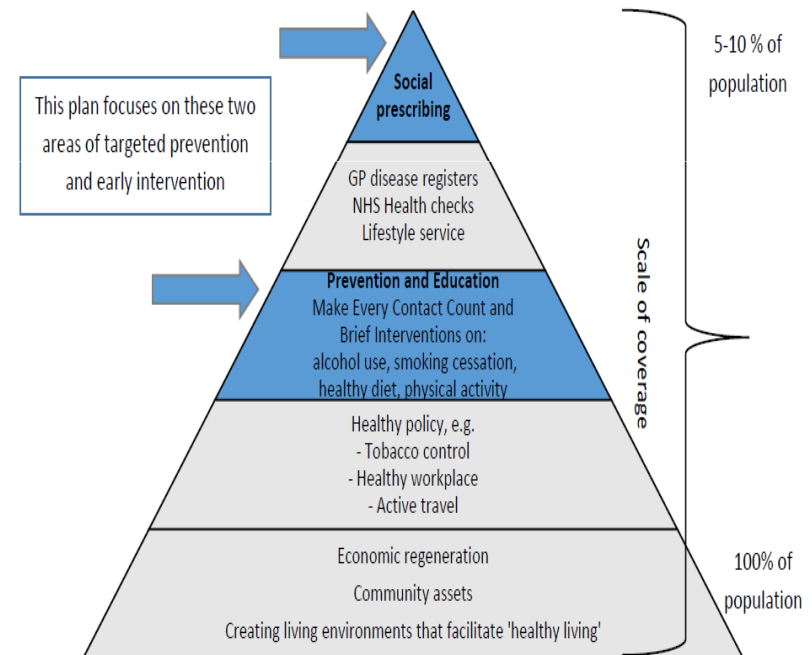 Social
prescribing
5-10 % of
population
This plan focuses on these two
areas of targeted prevention
and early intervention
GP disease registers
NHS Health checks
Lifestyle service
Prevention and Education
Make Every Contact Count and
Brief Interventions on:
alcohol use, smoking cessation,
healthy diet, physical activity
Scale of coverage
Healthy policy, e.g.
- Tobacco control
- Healthy workplace
- Active travel
Economic regeneration
Community assets
Creating living environments that facilitate 'healthy living'
100% of
population